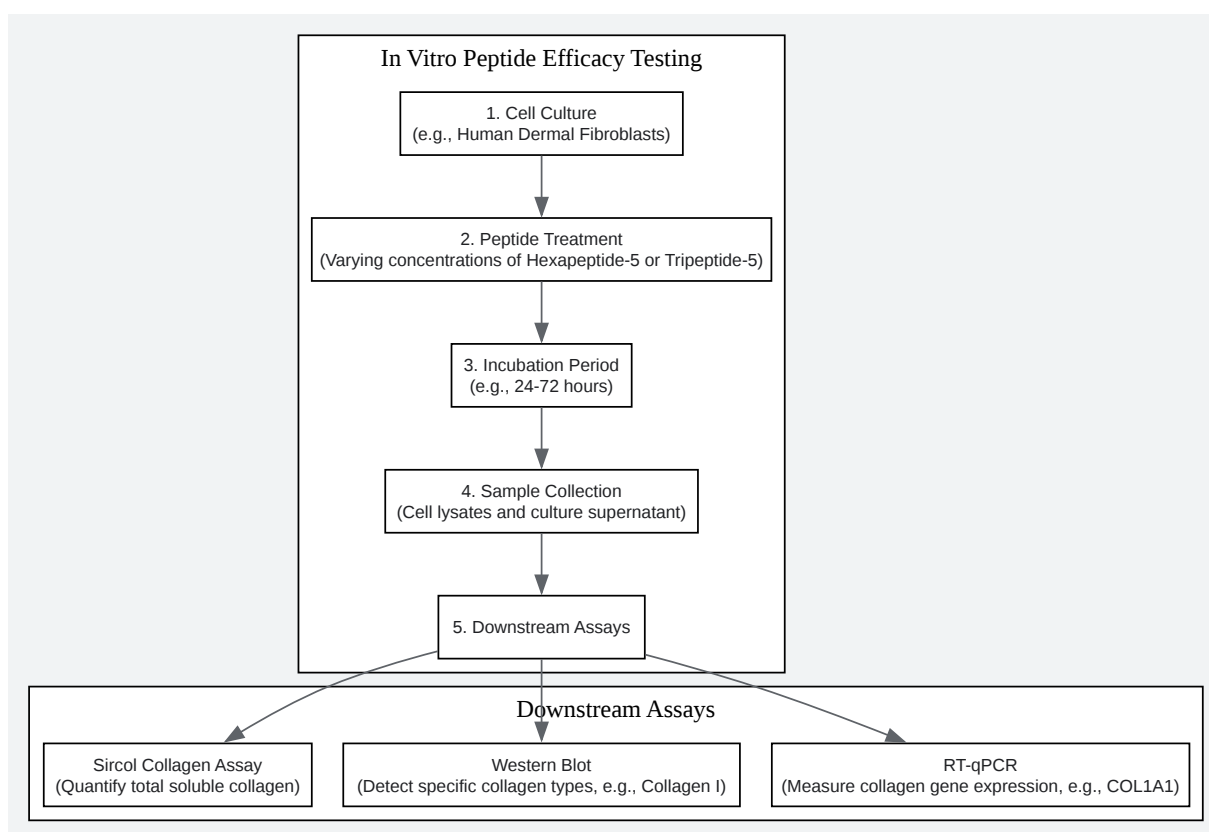 In Vitro Peptide Efficacy Testing
1. Cell Culture
(e.g., Human Dermal Fibroblasts)
2. Peptide Treatment
(Varying concentrations of Hexapeptide-5 or Tripeptide-5)
3. Incubation Period
(e.g., 24-72 hours)
4. Sample Collection
(Cell lysates and culture supernatant)
5. Downstream Assays
Downstream Assays
Sircol Collagen Assay
(Quantify total soluble collagen)
Western Blot
(Detect specific collagen types, e.g., Collagen I)
RT-qPCR
(Measure collagen gene expression, e.g., COL1A1)